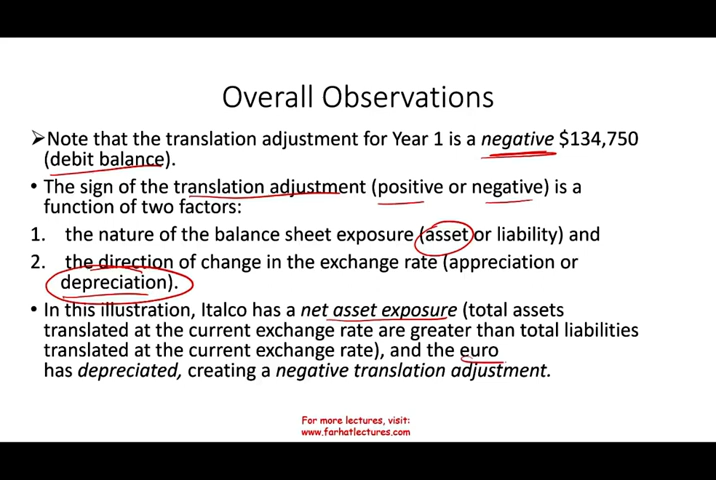 Overall Observations
➢Note that the translation adjustment for Year 1 is a negative $134,750
(debit balance).
• The sign of the translation adjustment (positive or negative) is a
function of two factors:
1. the nature of the balance sheet exposure (asset or liability) and
2. the direction of change in the exchange rate (appreciation or
depreciation).
• In this illustration, Italco has a net asset exposure (total assets
translated at the current exchange rate are greater than total liabilities
translated at the current exchange rate), and the euro
has depreciated, creating a negative translation adjustment.
For more lectures, visit:
www.farhatlectures.com